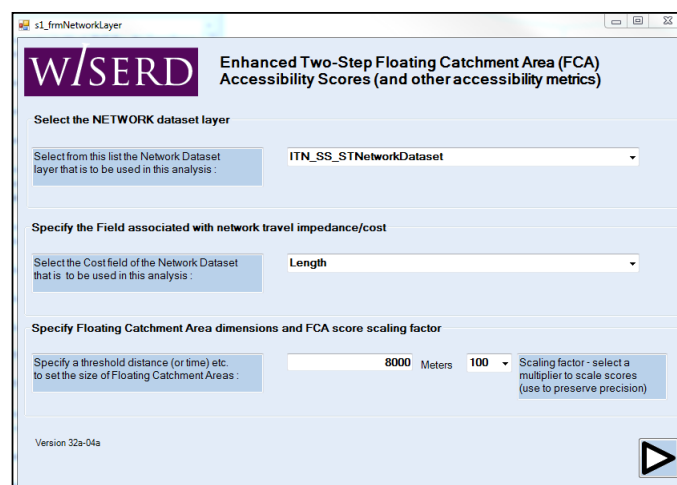 s1_frmNetworkLayer
W/SERD
Enhanced Two-Step Floating Catchment Area (FCA)
Accessibility Scores (and other accessibility metrics)
Select the NETWORK dataset layer
Select from this list the Network Dataset
layer that is to be used in this analysis :
ITN_SS_STNetworkDataset
Specify the Field associated with network travel impedance/cost
Select the Cost field of the Network Dataset
that is to be used in this analysis :
Length
Specify Floating Catchment Area dimensions and FCA score scaling factor
Specify a threshold distance (or time) etc.
to set the size of Floating Catchment Areas :
8000 Meters 100
Scaling factor - select a
multiplier to scale scores
(use to preserve precision)
Version 32a-04a